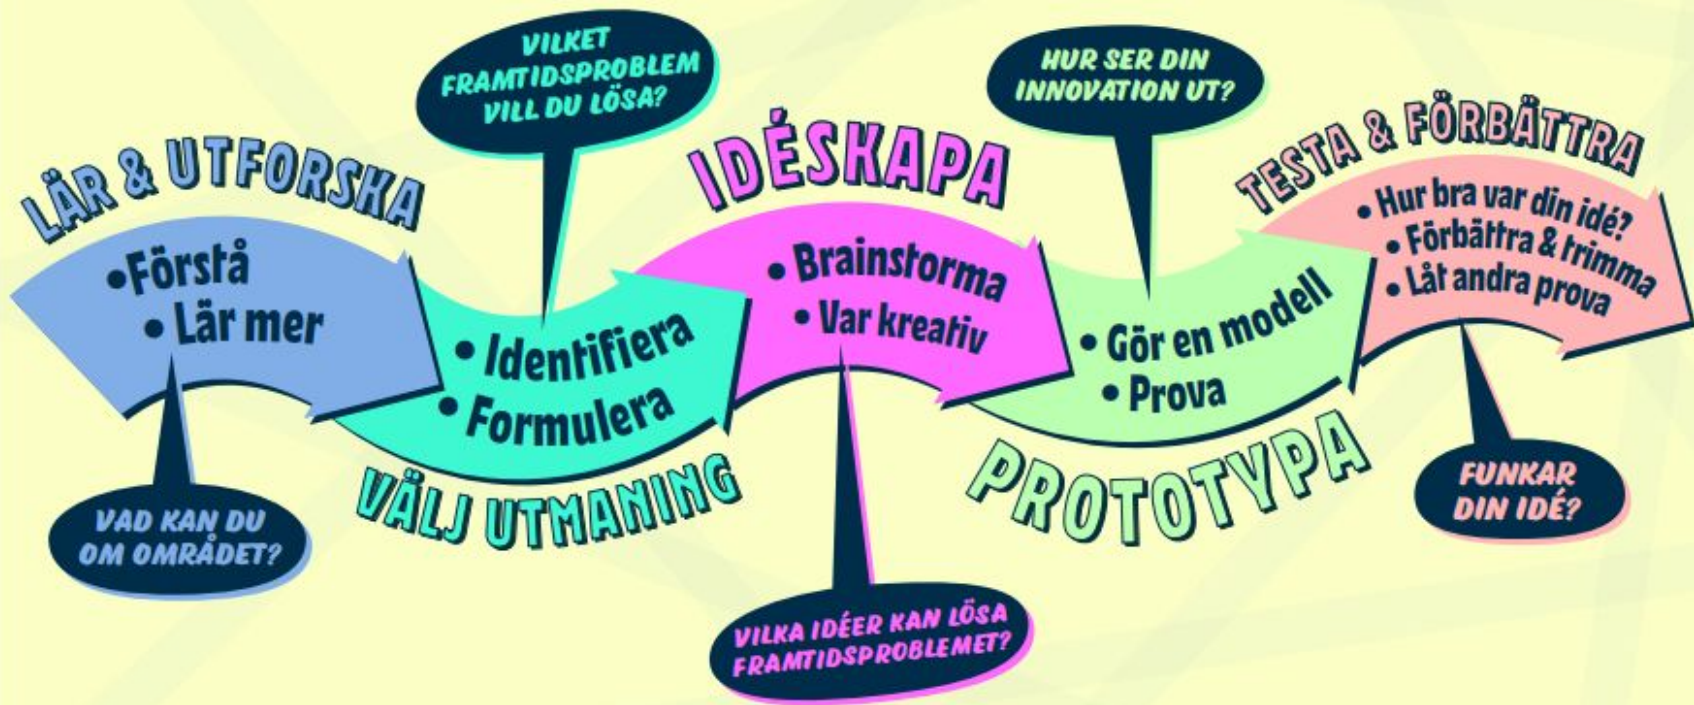 LÄR & UTFORSKA
•Förstå
• Lär mer
VAD KAN DU
OM OMRÅDET?
VILKET
FRAMTIDSPROBLEM
VILL DU LÖSA?
• Identifiera
• Formulera
VÄLJ UTMANING
IDÉSKAPA
• Brainstorma
• Var kreativ
VILKA IDÉER KAN LÖSA
FRAMTIDSPROBLEMET?
HUR SER DIN
INNOVATION UT?
• Gör en modell
• Prova
PROTOTYPA
TESTA & FÖRBÄTTRA
• Hur bra var din idé?
• Förbättra & trimma
• Låt andra prova
FUNKAR
DIN IDÉ?